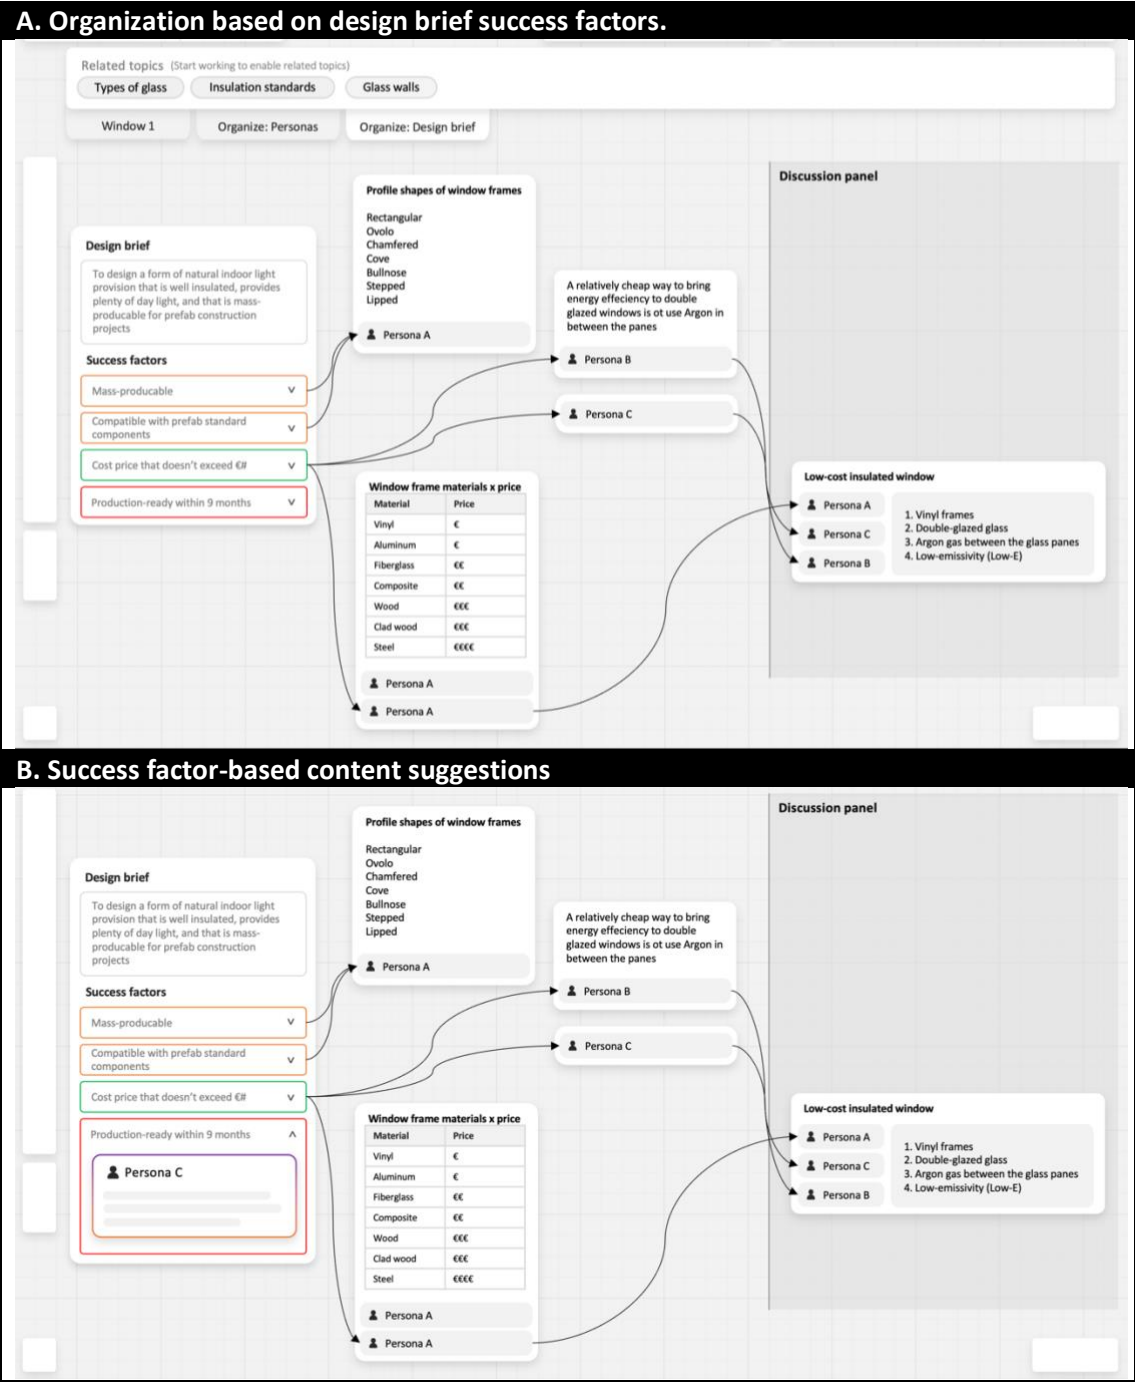 A. Organization based on design brief success factors.
Related topics (Start working to enable related topics)
Types of glass
Insulation standards
Glass walls
Window 1
Organize: Personas
Organize: Design brief
Design brief
To design a form of natural indoor light
provision that is well insulated, provides
plenty of day light, and that is mass-
producable for prefab construction
projects
Success factors
Mass-producable
Compatible with prefab standard
components
Cost price that doesn't exceed €#
Production-ready within 9 months
Profile shapes of window frames
Rectangular
Ovolo
Chamfered
Cove
Bullnose
Stepped
Lipped
Persona A
Window frame materials x price
Material Price
Vinyl €
Aluminum €
Fiberglass €€
Composite €€
Wood €€€
Clad wood €€€
Steel €€€€
Persona A
Persona A
A relatively cheap way to bring
energy effeciency to double
glazed windows is ot use Argon in
between the panes
Persona B
Persona C
Discussion panel
Low-cost insulated window
Persona A
Persona C
Persona B
1. Vinyl frames
2. Double-glazed glass
3. Argon gas between the glass panes
4. Low-emissivity (Low-E)
B. Success factor-based content suggestions
Design brief
To design a form of natural indoor light
provision that is well insulated, provides
plenty of day light, and that is mass-
producable for prefab construction
projects
Success factors
Mass-producable
Compatible with prefab standard
components
Cost price that doesn't exceed €#
Production-ready within 9 months
Persona C
Profile shapes of window frames
Rectangular
Ovolo
Chamfered
Cove
Bullnose
Stepped
Lipped
Persona A
Window frame materials x price
Material Price
Vinyl €
Aluminum €
Fiberglass €€
Composite €€
Wood €€€
Clad wood €€€
Steel €€€€
Persona A
Persona A
A relatively cheap way to bring
energy effeciency to double
glazed windows is ot use Argon in
between the panes
Persona B
Persona C
Discussion panel
Low-cost insulated window
Persona A
Persona C
Persona B
1. Vinyl frames
2. Double-glazed glass
3. Argon gas between the glass panes
4. Low-emissivity (Low-E)